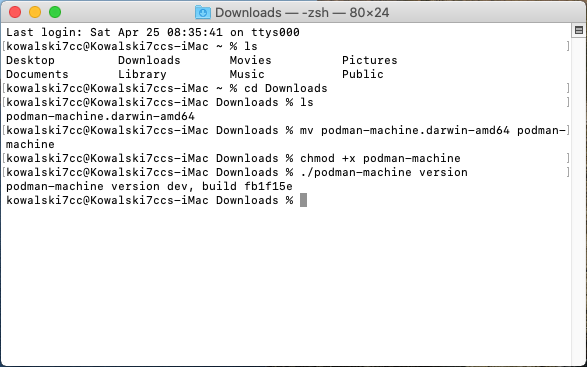 Downloads — -zsh — 80×24
Last login: Sat Apr 25 08:35:41 on ttys000
[kowalski7cc@Kowalski7ccs-iMac ~ % ls ]
Desktop Downloads Movies Pictures
Documents Library Music Public
[kowalski7cc@Kowalski7ccs-iMac ~ % cd Downloads ]
[kowalski7cc@Kowalski7ccs-iMac Downloads % ls ]
podman-machine.darwin-amd64
[kowalski7cc@Kowalski7ccs-iMac Downloads % mv podman-machine.darwin-amd64 podman-]
machine
[kowalski7cc@Kowalski7ccs-iMac Downloads % chmod +x podman-machine ]
[kowalski7cc@Kowalski7ccs-iMac Downloads % ./podman-machine version ]
podman-machine version dev, build fb1f15e
kowalski7cc@Kowalski7ccs-iMac Downloads %